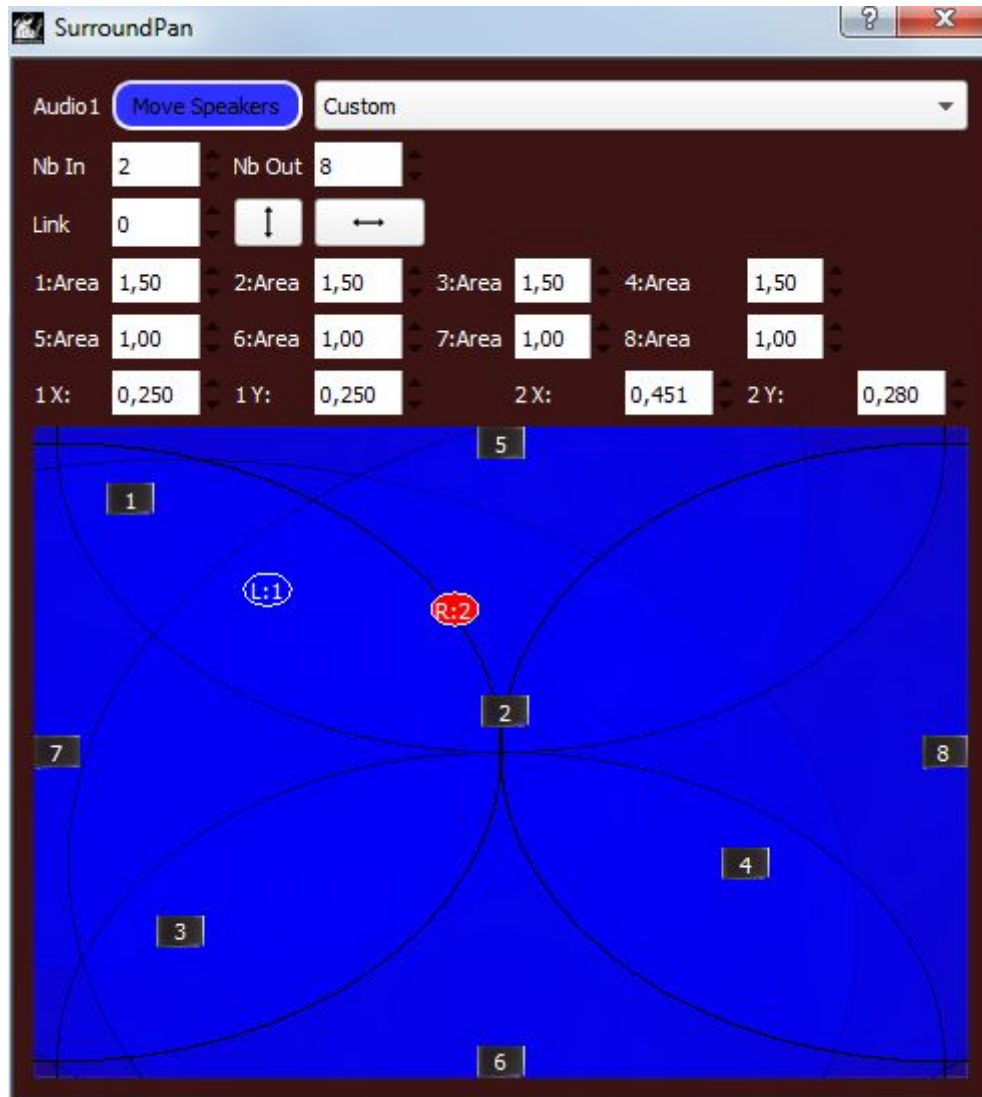 SurroundPan ? X
Audio1 Move Speakers Custom
Nb In 2 Nb Out 8
Link 0
1:Area 1,50 2:Area 1,50 3:Area 1,50 4:Area 1,50
5:Area 1,00 6:Area 1,00 7:Area 1,00 8:Area 1,00
1 X: 0,250 1 Y: 0,250 2 X: 0,451 2 Y: 0,280
5
1
L:1
R:2
2
7 8
4
3
6